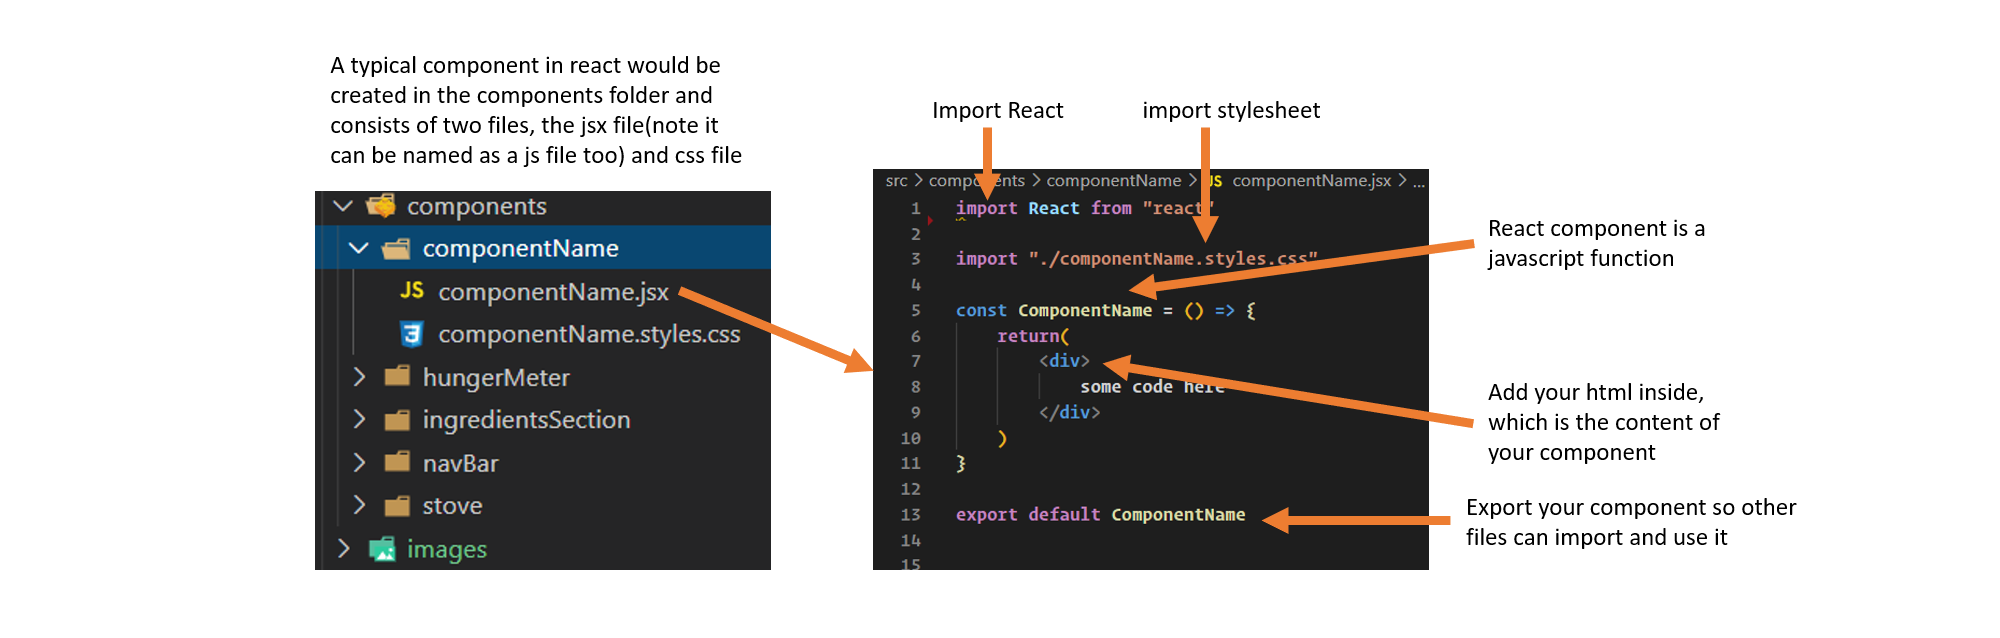 A typical component in react would be
created in the components folder and
consists of two files, the jsx file(note it
can be named as a js file too) and css file
components
componentName
JS componentName.jsx
3 componentName.styles.css
hungerMeter
ingredientsSection
navBar
stove
images
Import React
import stylesheet
src > components > componentName > JS componentName.jsx > ...
1 import React from "react"
2
3 import "./componentName.styles.css"
4
5 const ComponentName = () => {
6 return(
7 <div>
8 some code here
9 </div>
10 )
11 }
12
13 export default ComponentName
14
15
React component is a
javascript function
Add your html inside,
which is the content of
your component
Export your component so other
files can import and use it